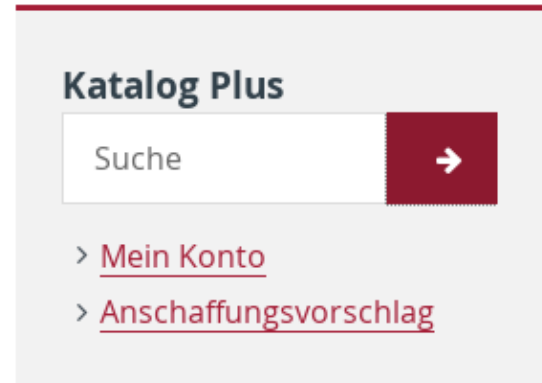 Katalog Plus
Suche
Mein Konto
Anschaffungsvorschlag